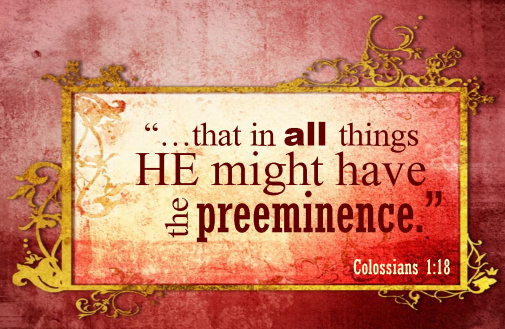 “…that in all things
HE might have
the preeminence.”
Colossians 1:18